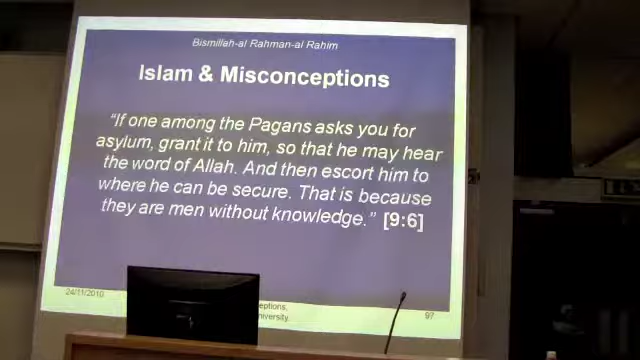 Bismillah-al Rahman-al Rahim
Islam & Misconceptions
"If one among the Pagans asks you for
asylum, grant it to him, so that he may hear
the word of Allah. And then escort him to
where he can be secure. That is because
they are men without knowledge." [9:6]
24/11/2010
eptions,
niversity.
97